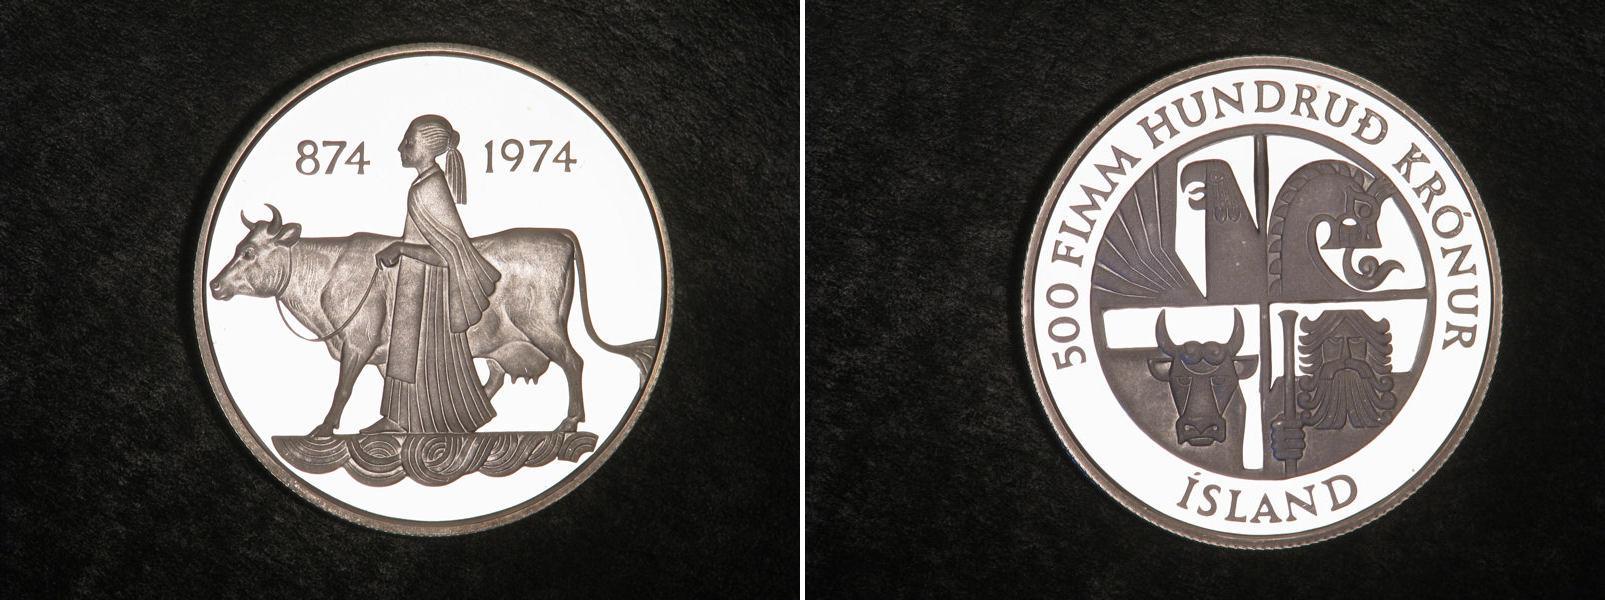 874 1974
500 FIMM HUNDRUÐ KRÓNUR
ÍSLAND